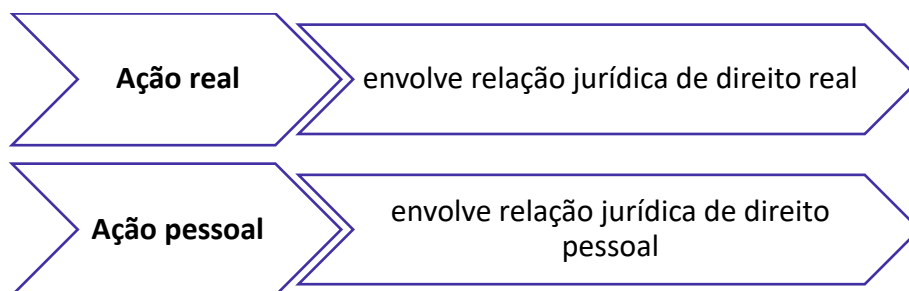 Ação real
envolve relação jurídica de direito real
Ação pessoal
envolve relação jurídica de direito
pessoal